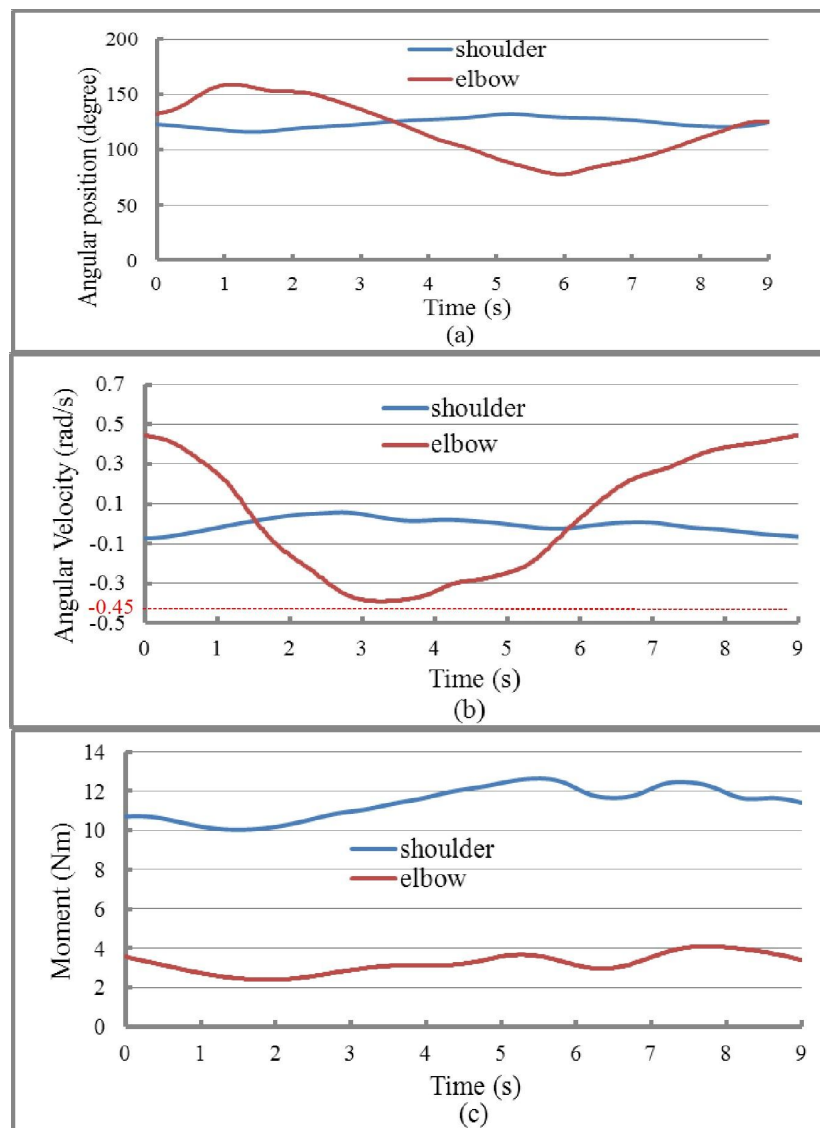 200
150
100
50
0
Angular position (degree)
shoulder
elbow
0 1 2 3 4 5 6 7 8 9
Time (s)
(a)
0.7
0.5
0.3
0.1
-0.1
-0.3
-0.45
-0.5
Angular Velocity (rad/s)
shoulder
elbow
0 1 2 3 4 5 6 7 8 9
Time (s)
(b)
14
12
10
8
6
4
2
0
Moment (Nm)
shoulder
elbow
0 1 2 3 4 5 6 7 8 9
Time (s)
(c)